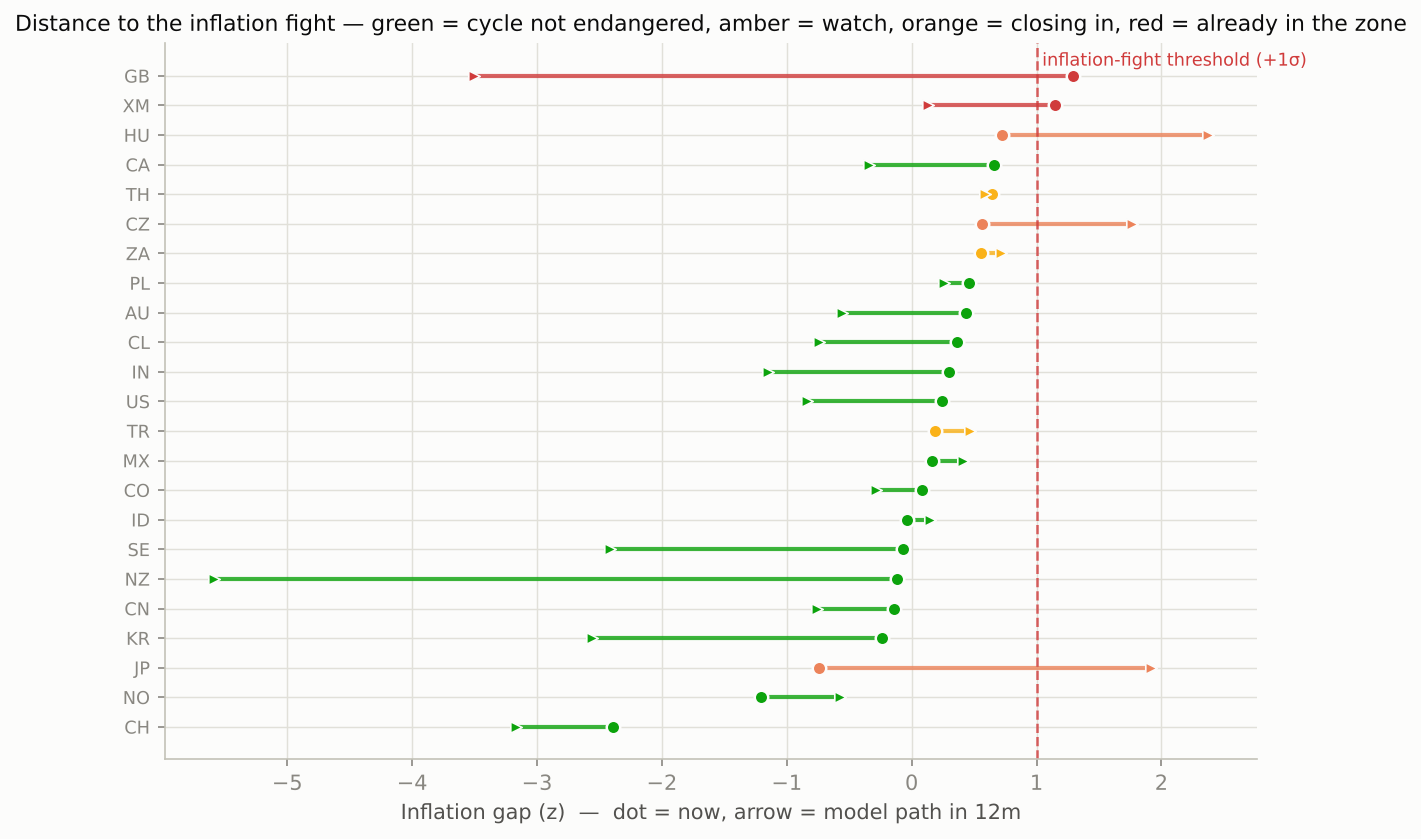 Distance to the inflation fight — green = cycle not endangered, amber = watch, orange = closing in, red = already in the zone
inflation-fight threshold (+1σ)
GB
XM
HU
CA
TH
CZ
ZA
PL
AU
CL
IN
US
TR
MX
CO
ID
SE
NZ
CN
KR
JP
NO
CH
−5 −4 −3 −2 −1 0 1 2
Inflation gap (z) — dot = now, arrow = model path in 12m